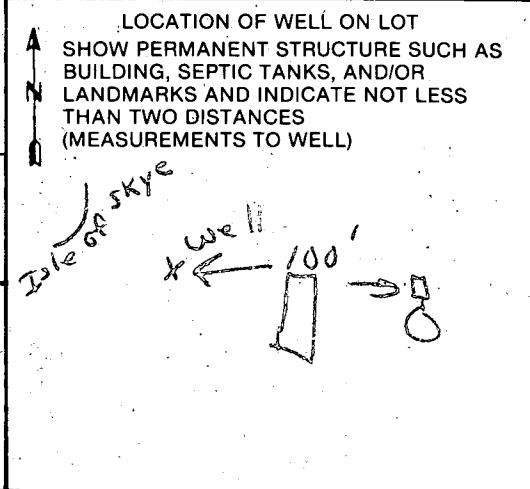 LOCATION OF WELL ON LOT
SHOW PERMANENT STRUCTURE SUCH AS
BUILDING, SEPTIC TANKS, AND/OR
LANDMARKS AND INDICATE NOT LESS
THAN TWO DISTANCES
(MEASUREMENTS TO WELL)
N
Isle of Skye
x Well
100'